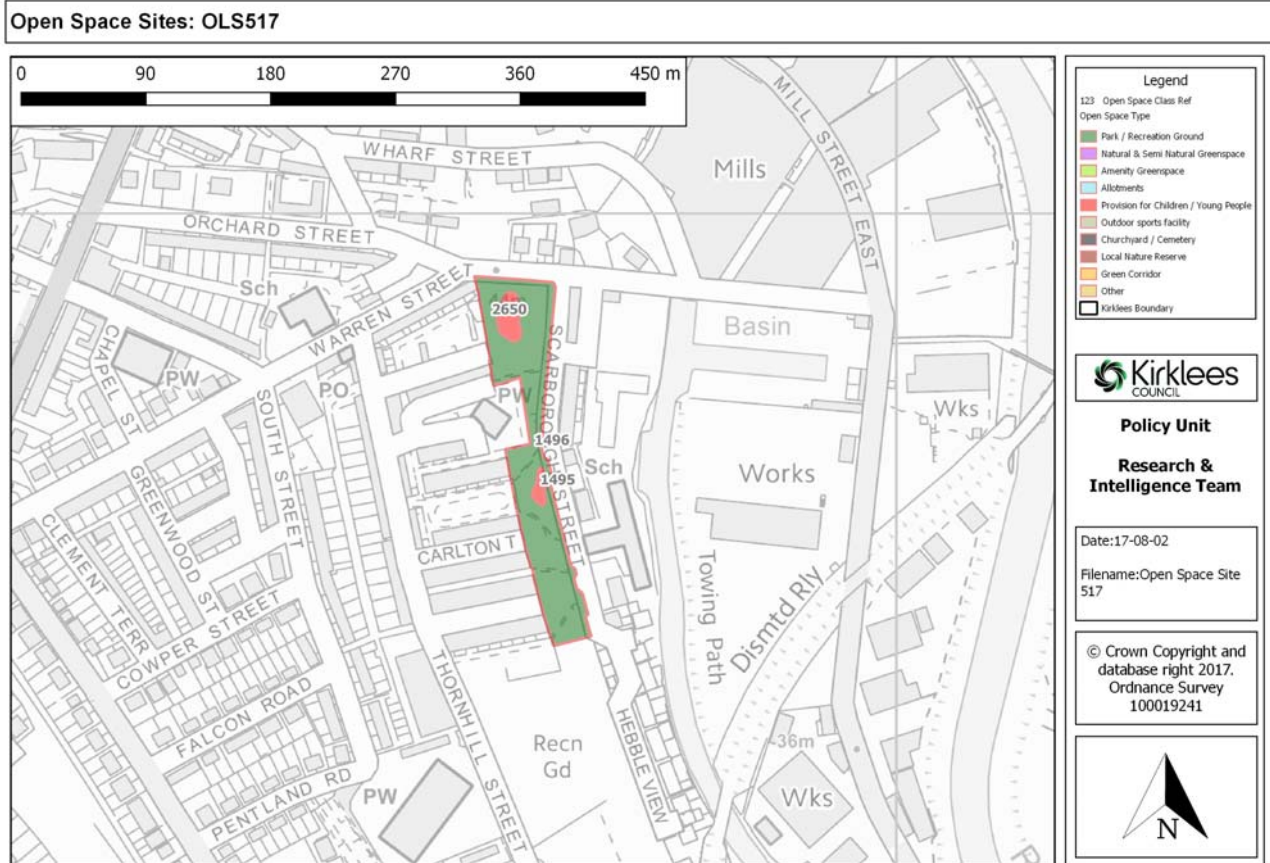 Open Space Sites: OLS517
0 90 180 270 360 450 m
WHARF STREET
MILL STREET EAST
Mills
ORCHARD STREET
Sch
WARREN STREET
2650
SCARBOROUGH STREET
Basin
CHAPEL ST
PW
PO
PW
Wks
SOUTH STREET
1496
Sch
1495
Works
GREENWOOD ST
CLEMENT TERR
CARLTON T
COWPER STREET
Towing Path
Dismtd Rly
FALCON ROAD
THORNHILL STREET
HEBBLE VIEW
Recn
Gd
36m
PENTLAND RD
PW
Wks
Legend
123 Open Space Class Ref
Open Space Type
Park / Recreation Ground
Natural & Semi Natural Greenspace
Amenity Greenspace
Allotments
Provision for Children / Young People
Outdoor sports facility
Churchyard / Cemetery
Local Nature Reserve
Green Corridor
Other
Kirklees Boundary
Kirklees
COUNCIL
Policy Unit
Research &
Intelligence Team
Date:17-08-02
Filename:Open Space Site
517
© Crown Copyright and
database right 2017.
Ordnance Survey
100019241
N